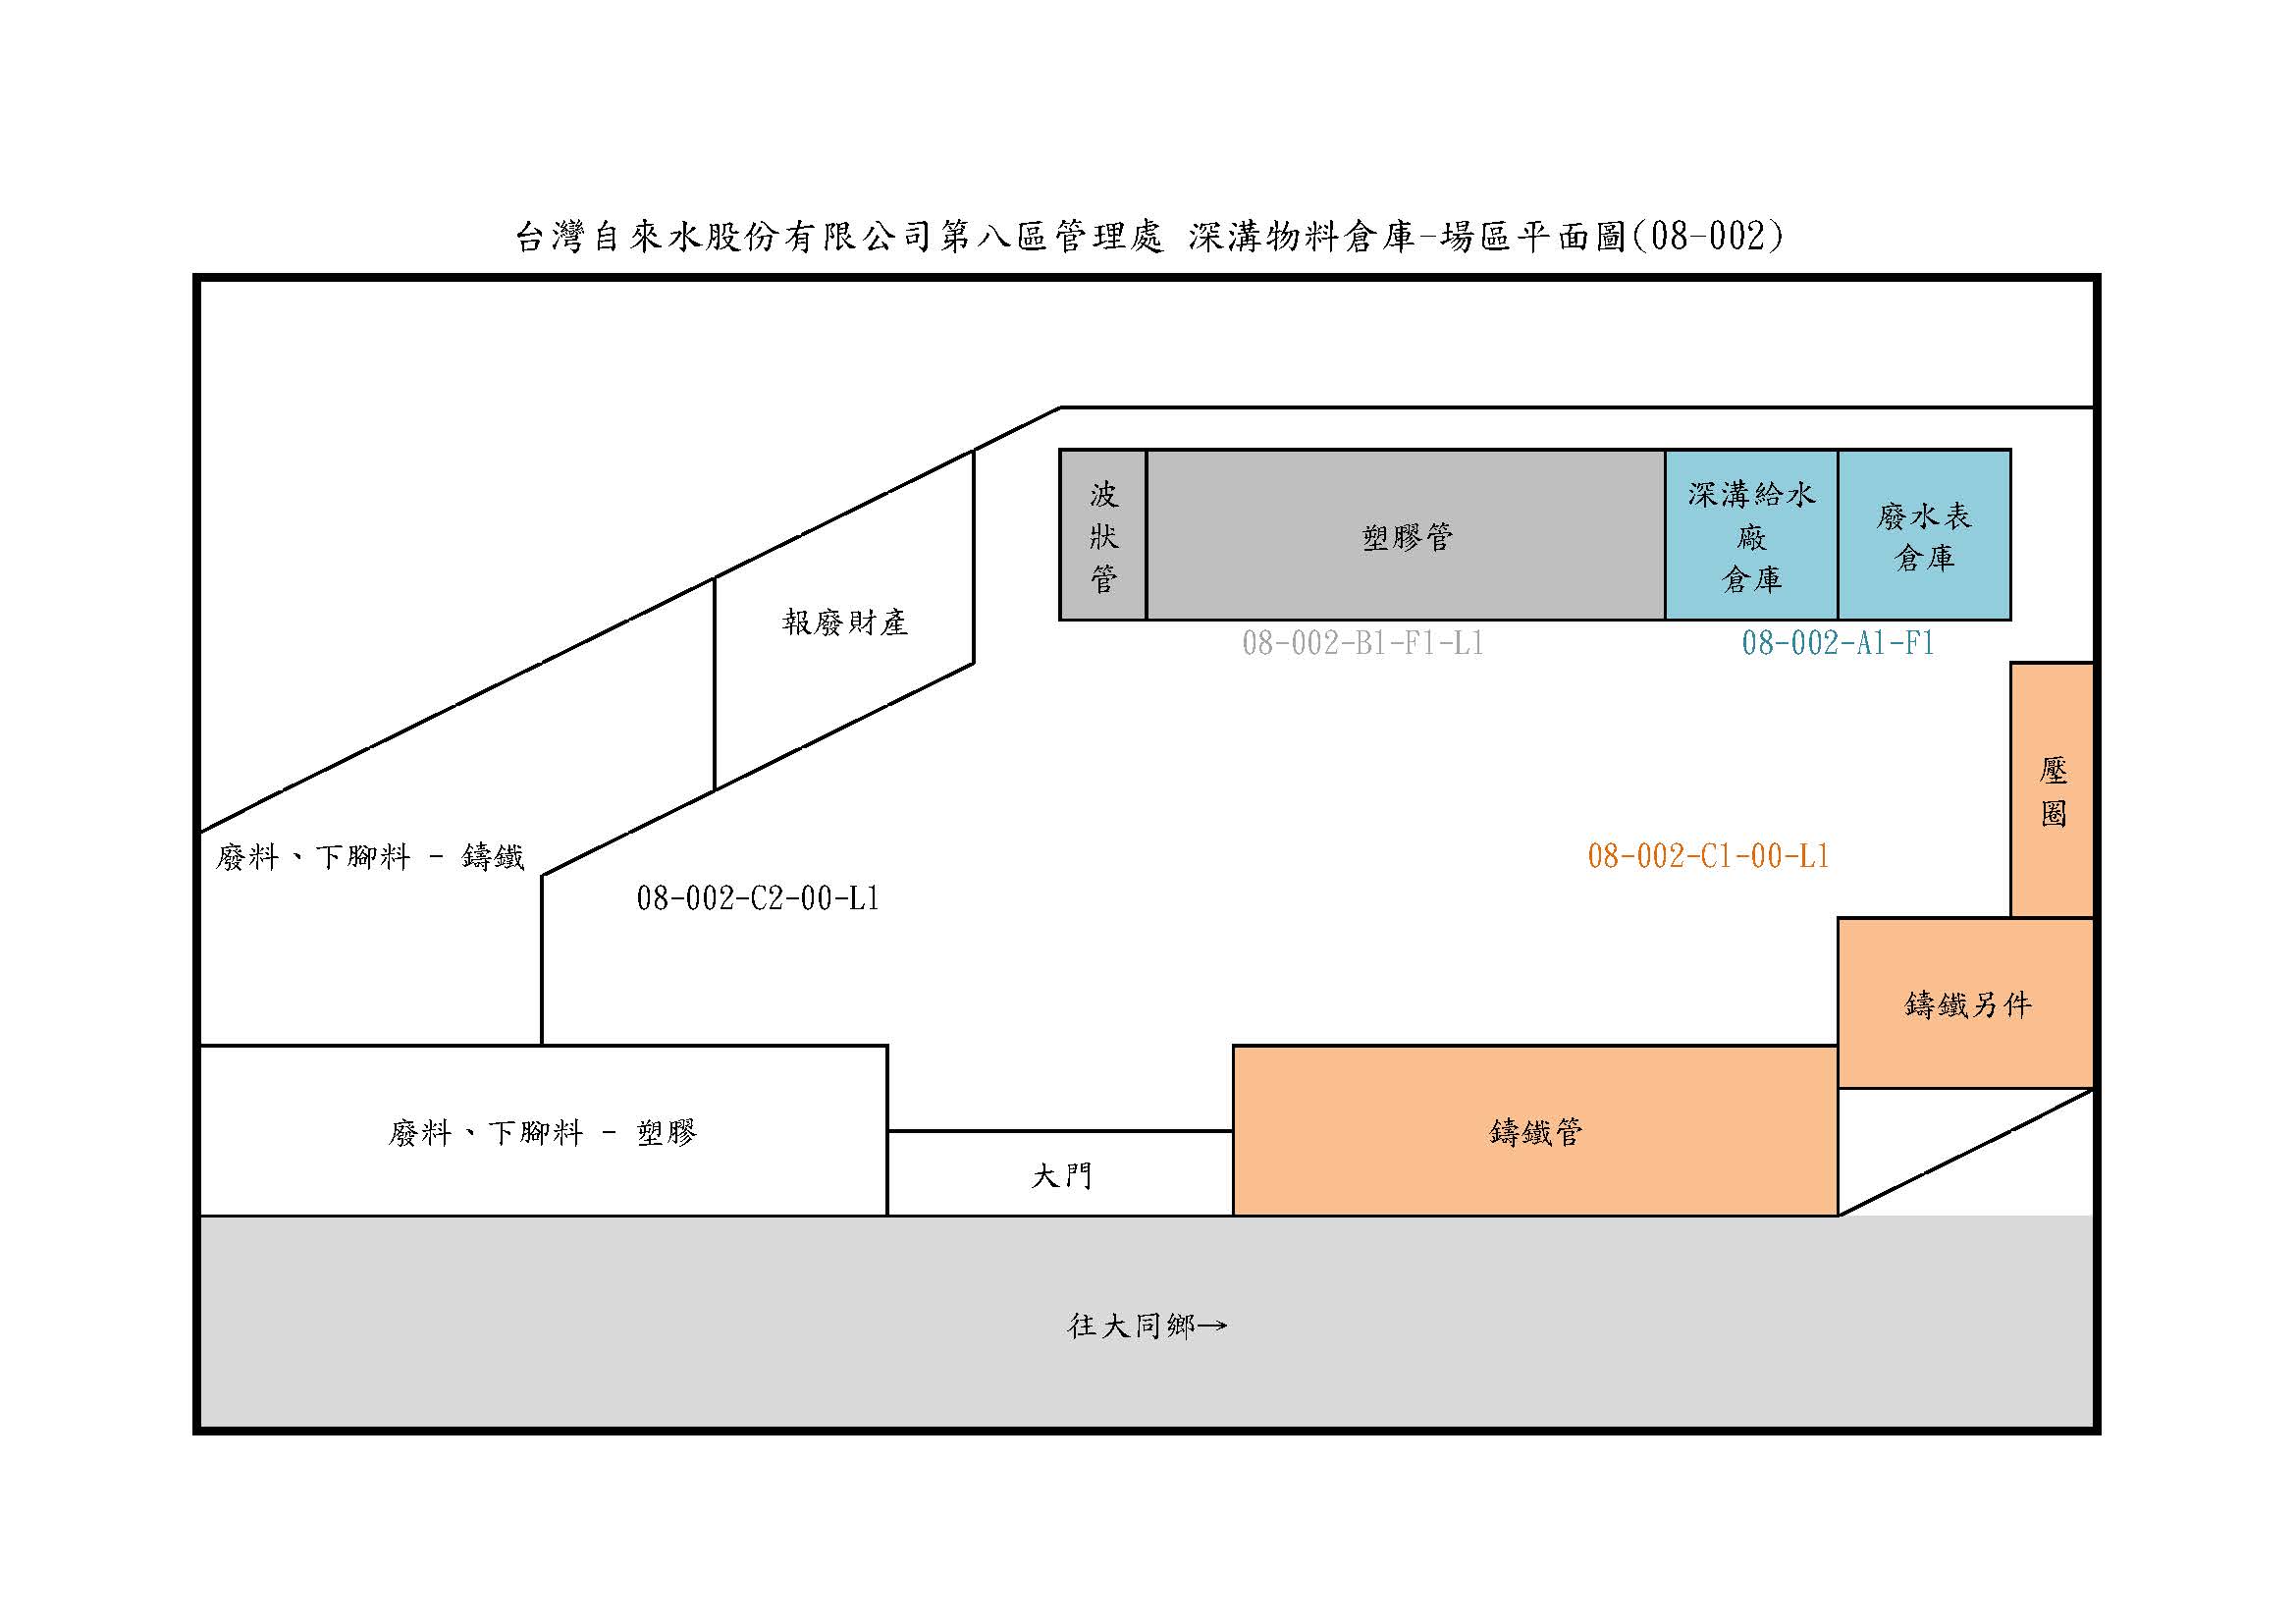 台灣自來水股份有限公司第八區管理處 深溝物料倉庫-場區平面圖(08-002)
波
狀
管
塑膠管
深溝給水
廠
倉庫
廢水表
倉庫
08-002-B1-F1-L1
08-002-A1-F1
報廢財產
壓
圈
廢料、下腳料 - 鑄鐵
08-002-C2-00-L1
08-002-C1-00-L1
鑄鐵另件
廢料、下腳料 - 塑膠
大門
鑄鐵管
往大同鄉→